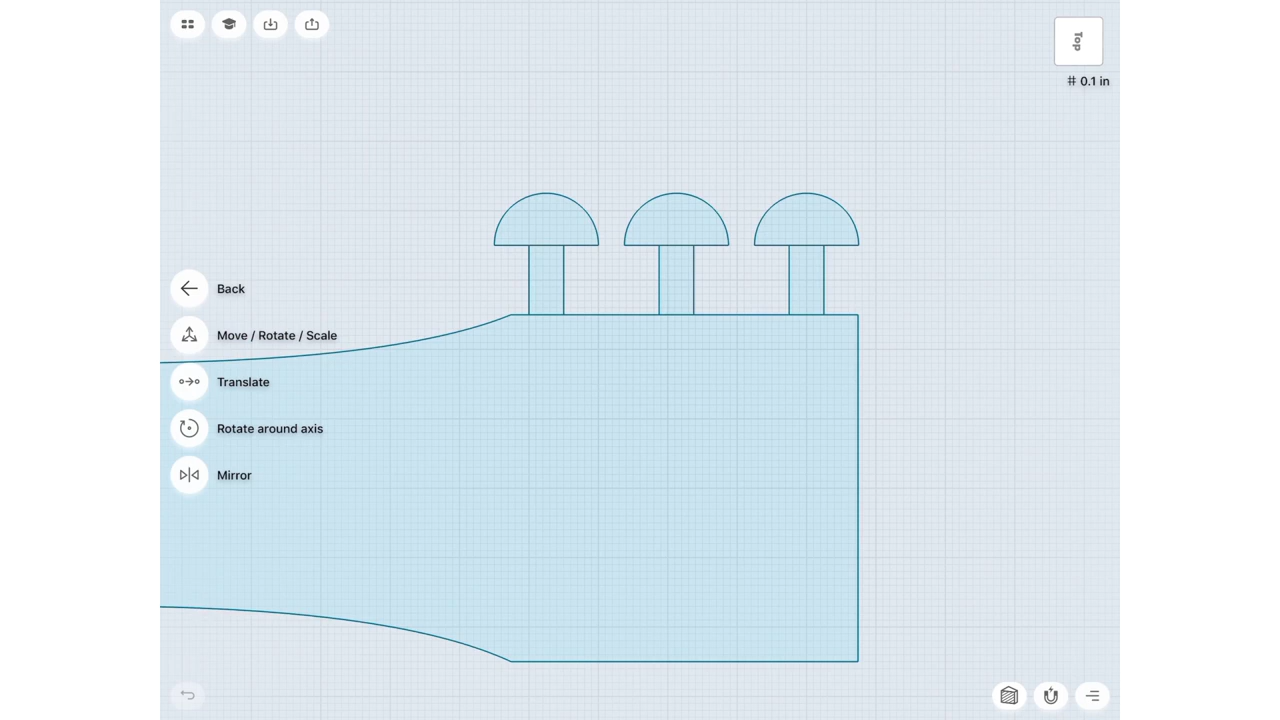 Top
# 0.1 in
Back
Move / Rotate / Scale
Translate
Rotate around axis
Mirror